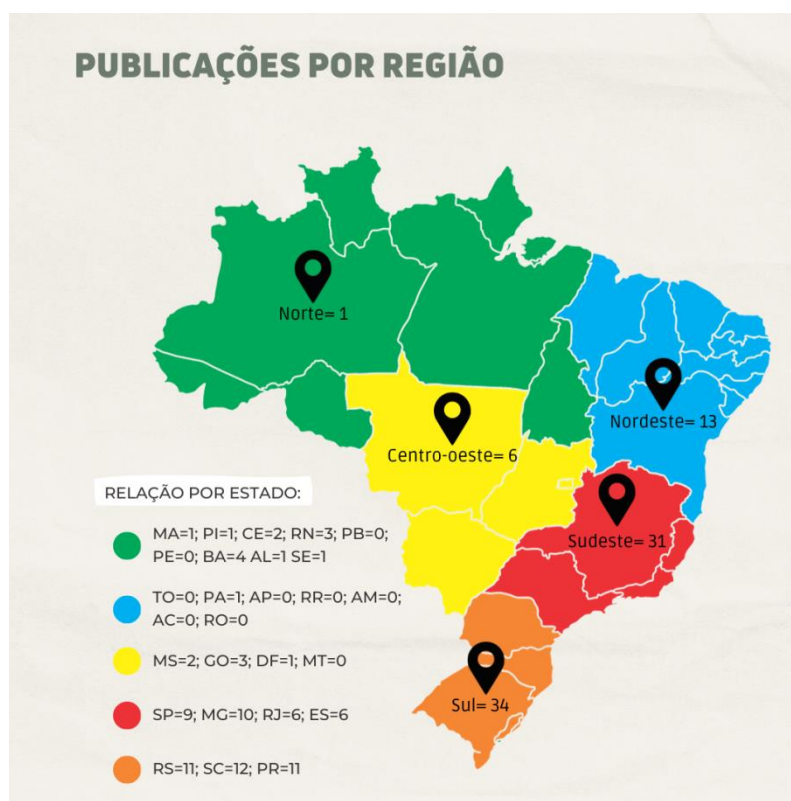 PUBLICAÇÕES POR REGIÃO
Norte= 1
Nordeste= 13
Centro-oeste= 6
Sudeste= 31
Sul= 34
RELAÇÃO POR ESTADO:
MA=1; PI=1; CE=2; RN=3; PB=0;
PE=0; BA=4 AL=1 SE=1
TO=0; PA=1; AP=0; RR=0; AM=0;
AC=0; RO=0
MS=2; GO=3; DF=1; MT=0
SP=9; MG=10; RJ=6; ES=6
RS=11; SC=12; PR=11